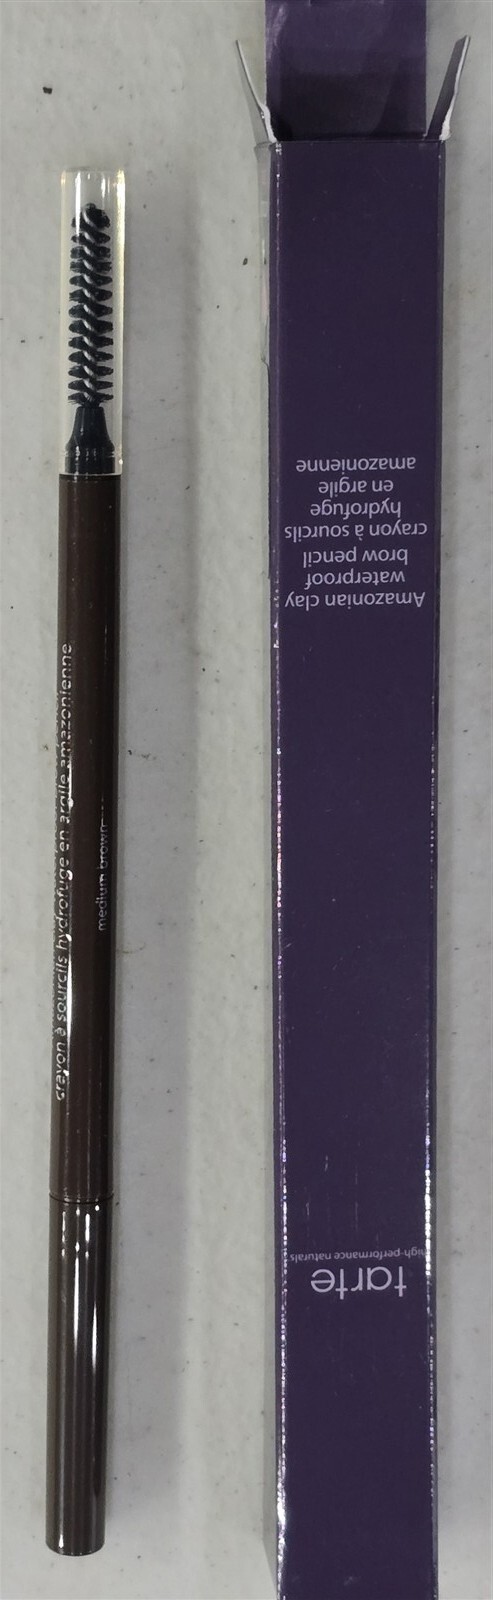 crayon à sourcils hydrofuge en argile amazonienne
medium brown
tarte
high-performance naturals
Amazonian clay
waterproof
brow pencil
crayon à sourcils
hydrofuge
en argile
amazonienne